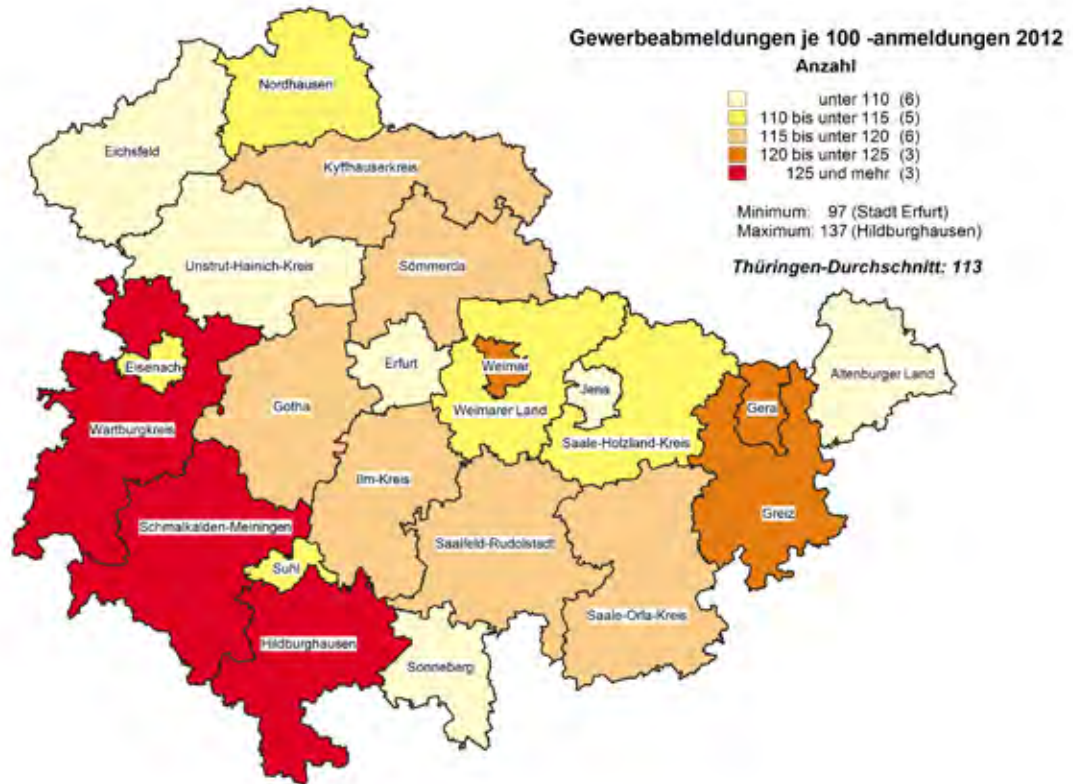 Gewerbeabmeldungen je 100 -anmeldungen 2012
Anzahl
unter 110 (6)
110 bis unter 115 (5)
115 bis unter 120 (6)
120 bis unter 125 (3)
125 und mehr (3)
Minimum: 97 (Stadt Erfurt)
Maximum: 137 (Hildburghausen)
Thüringen-Durchschnitt: 113
Nordhausen
Eichsfeld
Kyffhäuserkreis
Unstrut-Hainich-Kreis
Sömmerda
Eisenach
Erfurt
Weimar
Jena
Altenburger Land
Gotha
Weimarer Land
Gera
Wartburgkreis
Saale-Holzland-Kreis
Ilm-Kreis
Greiz
Schmalkalden-Meiningen
Saalfeld-Rudolstadt
Suhl
Saale-Orla-Kreis
Hildburghausen
Sonneberg